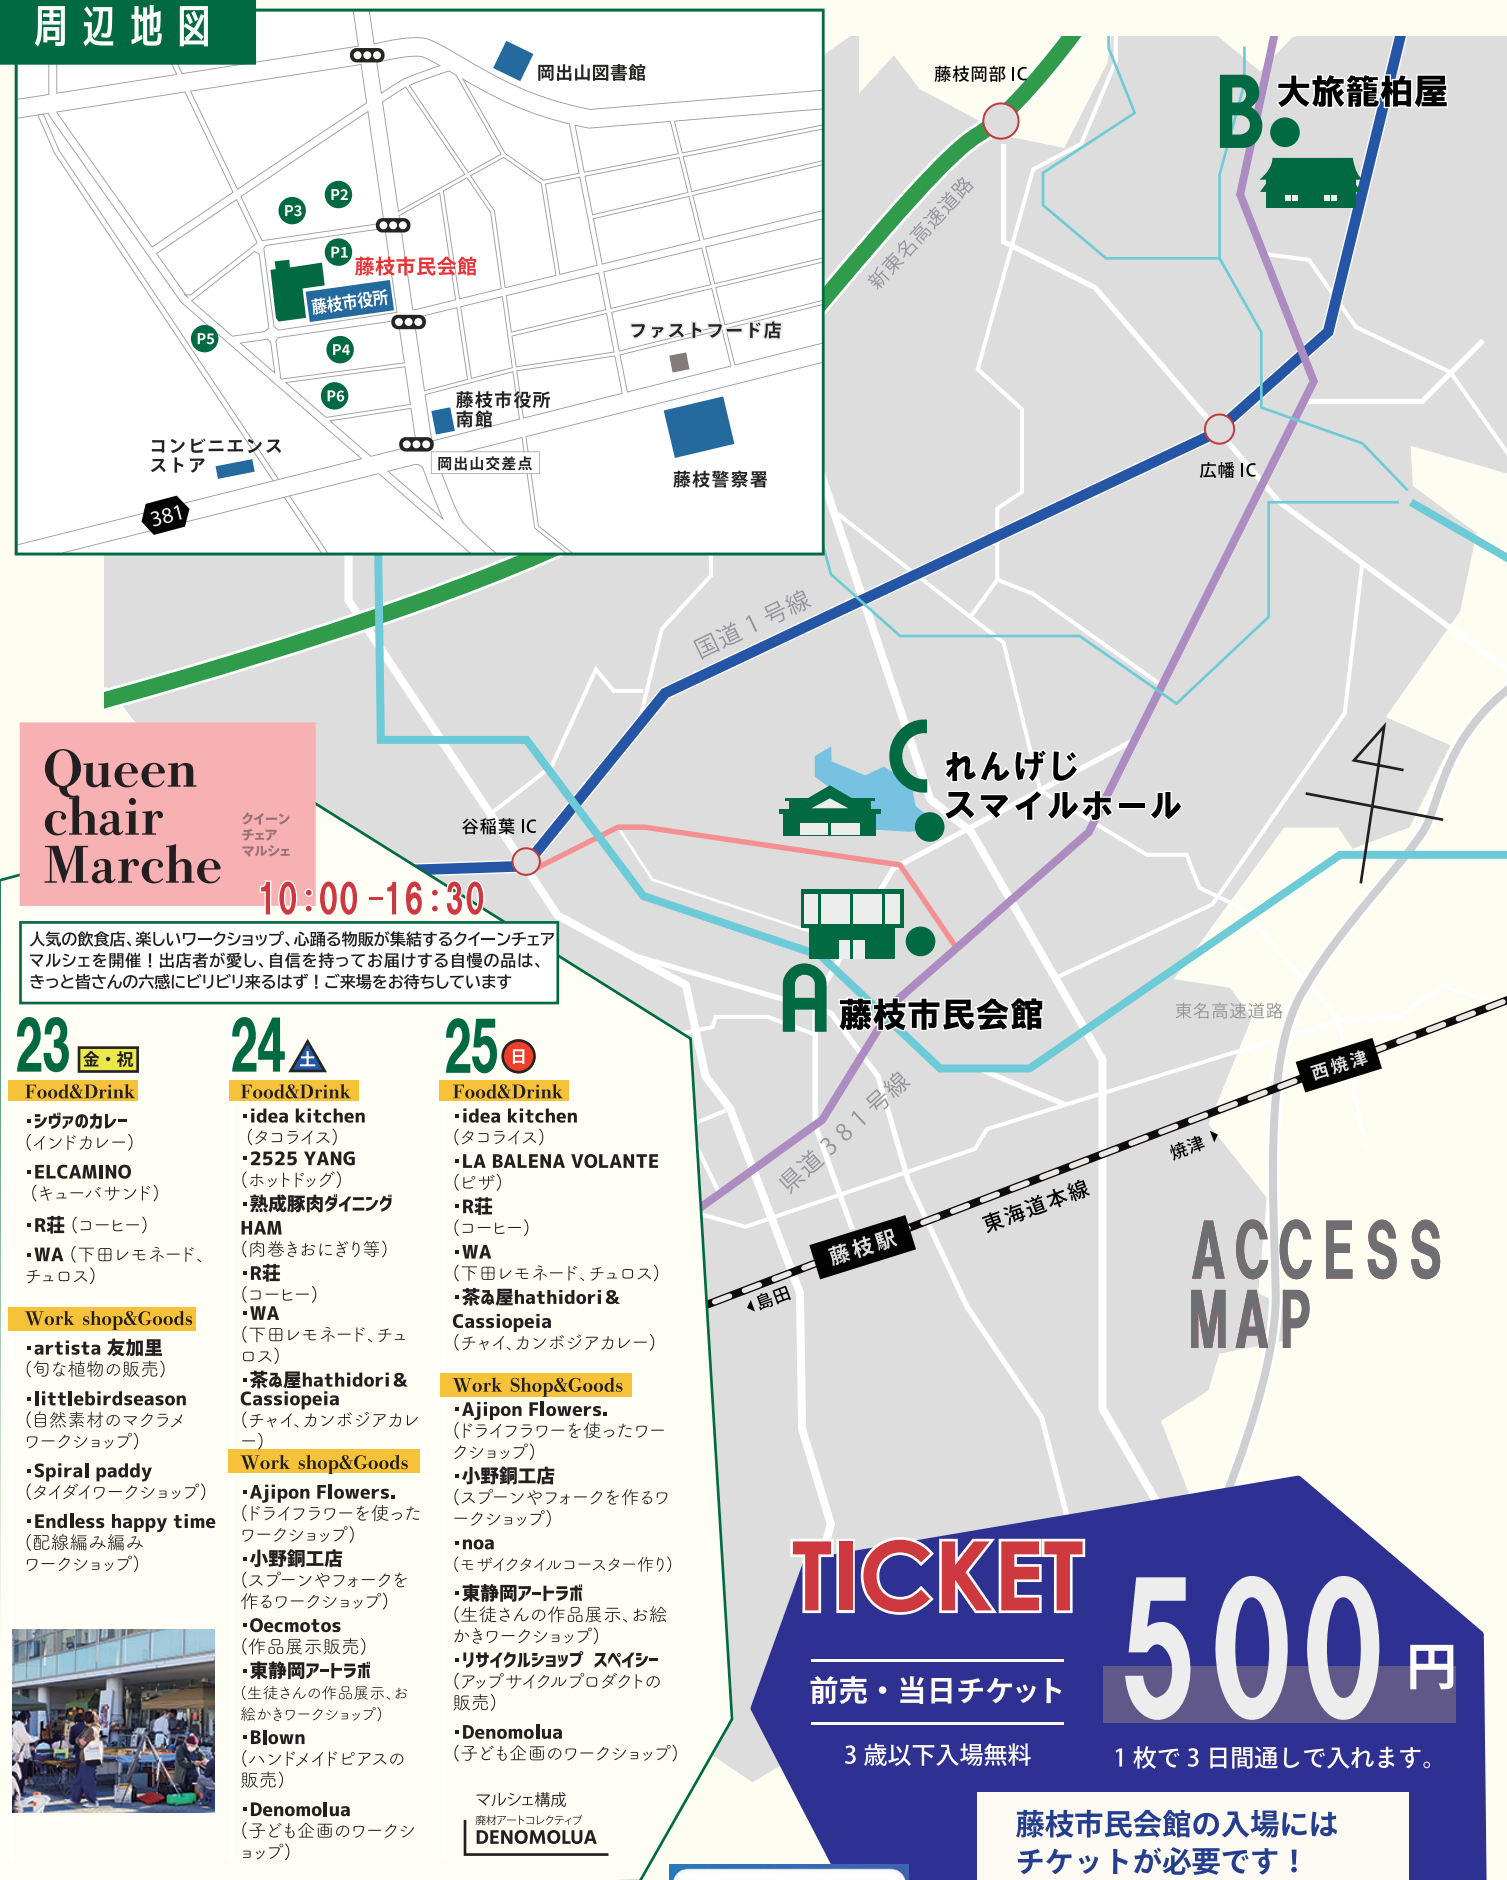 周辺地図
岡出山図書館
P2
P3
P1
藤枝市民会館
藤枝市役所
P5
P4
P6
ファストフード店
藤枝市役所
南館
コンビニエンス
ストア
岡出山交差点
藤枝警察署
381
藤枝岡部 IC
B
大旅籠柏屋
新東名高速道路
広幡 IC
国道 1 号線
C
れんげじ
スマイルホール
谷稲葉 IC
A
藤枝市民会館
東名高速道路
県道 3 8 1 号線
西焼津
焼津
東海道本線
藤枝駅
島田
ACCESS
MAP
Queen
chair
Marche
クイーン
チェア
マルシェ
10:00 -16:30
人気の飲食店、楽しいワークショップ、心踊る物販が集結するクイーンチェア
マルシェを開催！出店者が愛し、自信を持ってお届けする自慢の品は、
きっと皆さんの六感にビリビリ来るはず！ご来場をお待ちしています
23 金・祝
Food&Drink
・シヴァのカレー
（インドカレー）
・ELCAMINO
（キューバサンド）
・R荘（コーヒー）
・WA（下田レモネード、
チュロス）
Work shop&Goods
・artista 友加里
（旬な植物の販売）
・littlebirdseason
（自然素材のマクラメ
ワークショップ）
・Spiral paddy
（タイダイワークショップ）
・Endless happy time
（配線編み編み
ワークショップ）
24 土
Food&Drink
・idea kitchen
（タコライス）
・2525 YANG
（ホットドッグ）
・熟成豚肉ダイニング
HAM
（肉巻きおにぎり等）
・R荘
（コーヒー）
・WA
（下田レモネード、チュ
ロス）
・茶ゐ屋hathidori＆
Cassiopeia
（チャイ、カンボジアカレ
ー）
Work shop&Goods
・Ajipon Flowers.
（ドライフラワーを使った
ワークショップ）
・小野銅工店
（スプーンやフォークを
作るワークショップ）
・Oecmotos
（作品展示販売）
・東静岡アートラボ
（生徒さんの作品展示、お
絵かきワークショップ）
・Blown
（ハンドメイドピアスの
販売）
・Denomolua
（子ども企画のワークシ
ョップ）
25 日
Food&Drink
・idea kitchen
（タコライス）
・LA BALENA VOLANTE
（ピザ）
・R荘
（コーヒー）
・WA
（下田レモネード、チュロス）
・茶ゐ屋hathidori＆
Cassiopeia
（チャイ、カンボジアカレー）
Work Shop&Goods
・Ajipon Flowers.
（ドライフラワーを使ったワー
クショップ）
・小野銅工店
（スプーンやフォークを作るワ
ークショップ）
・noa
（モザイクタイルコースター作り）
・東静岡アートラボ
（生徒さんの作品展示、お絵
かきワークショップ）
・リサイクルショップ スペイシー
（アップサイクルプロダクトの
販売）
・Denomolua
（子ども企画のワークショップ）
マルシェ構成
廃材アートコレクティブ
DENOMOLUA
TICKET
前売・当日チケット
3 歳以下入場無料
500円
1 枚で 3 日間通しで入れます。
藤枝市民会館の入場には
チケットが必要です！